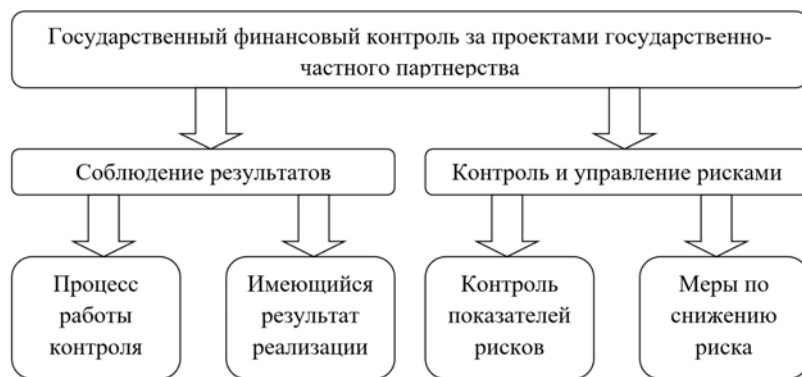 Государственный финансовый контроль за проектами государственно-
частного партнерства
Соблюдение результатов
Контроль и управление рисками
Процесс
работы
контроля
Имеющийся
результат
реализации
Контроль
показателей
рисков
Меры по
снижению
риска